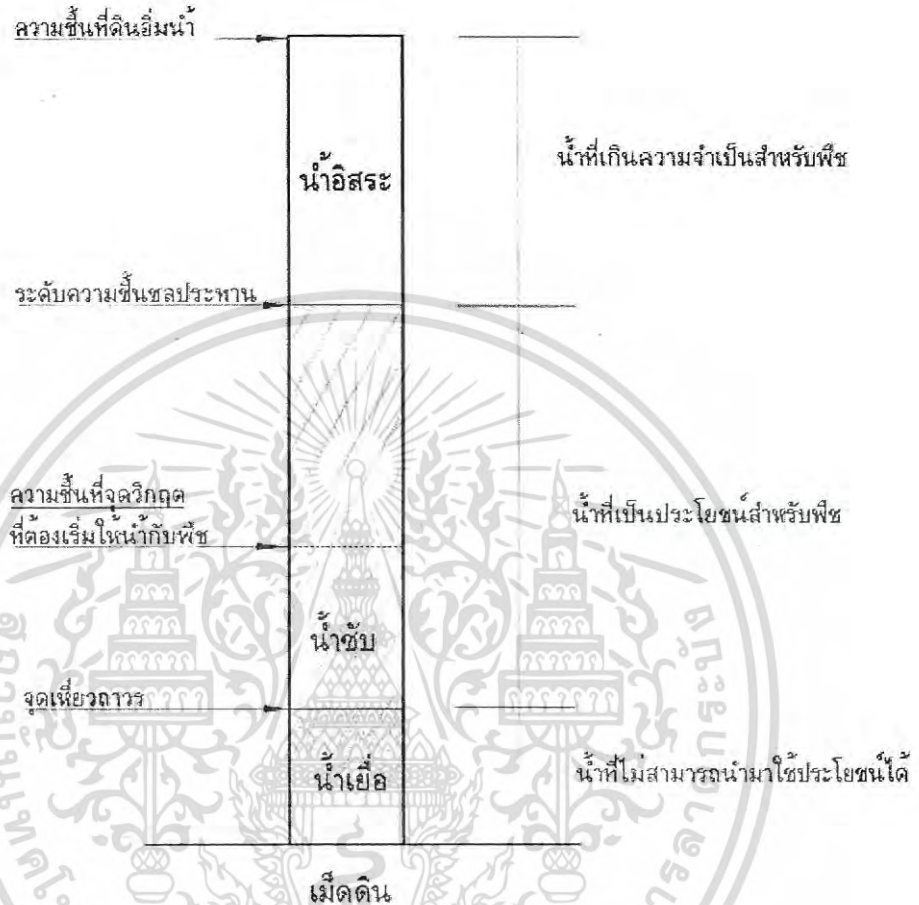 ความชื้นที่ดินอิ่มน้ำ
น้ำอิสระ
น้ำที่เกินความจำเป็นสำหรับพืช
ระดับความชื้นชลประทาน
ความชื้นที่จุดวิกฤต
ที่ต้องเริ่มให้น้ำกับพืช
น้ำที่เป็นประโยชน์สำหรับพืช
น้ำซับ
จุดเหี่ยวถาวร
น้ำเยื่อ
น้ำที่ไม่สามารถนำมาใช้ประโยชน์ได้
เม็ดดิน